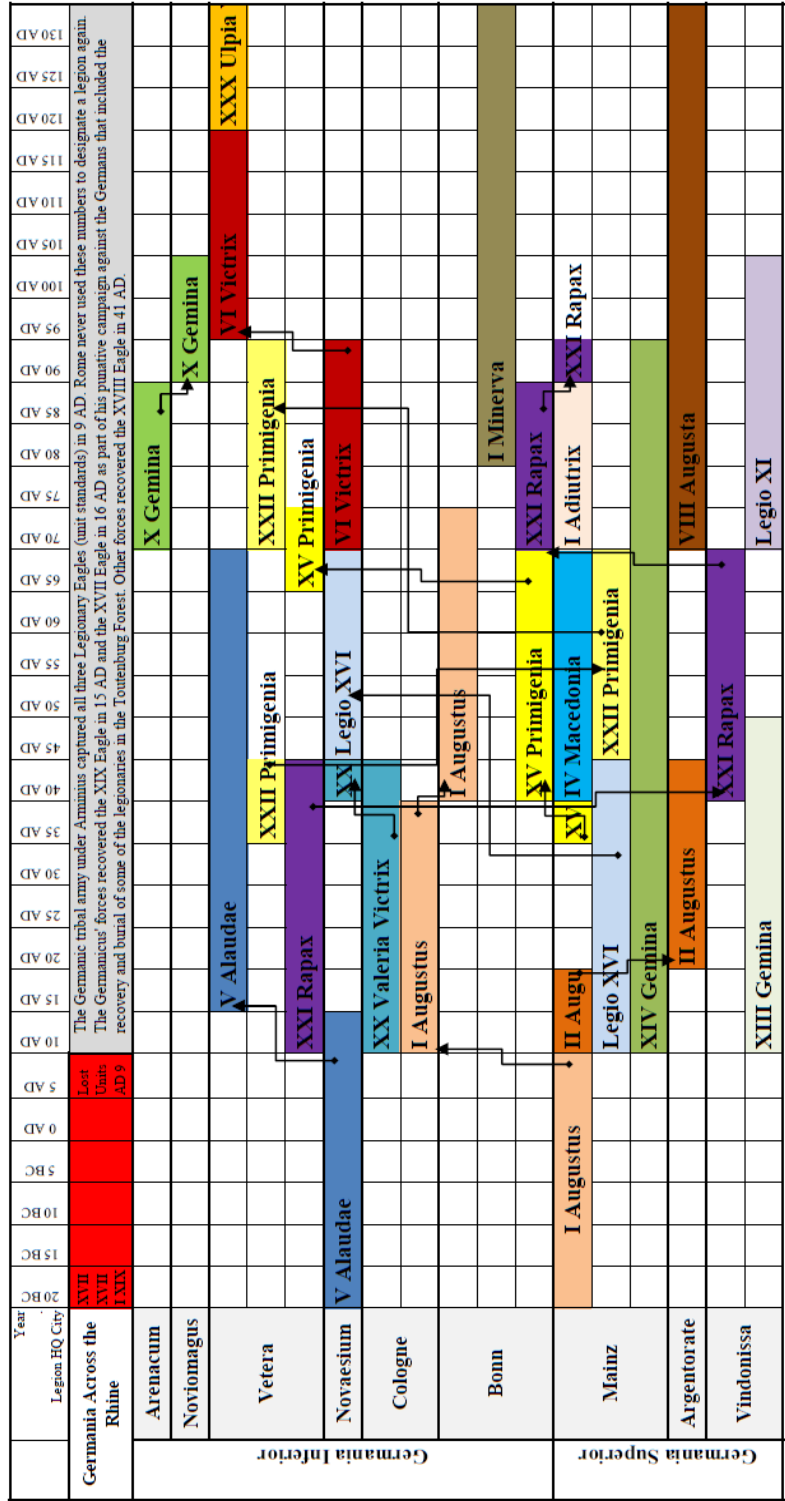 Year
Legion HQ City
20 BC
15 BC
10 BC
5 BC
0 AD
5 AD
10 AD
15 AD
20 AD
25 AD
30 AD
35 AD
40 AD
45 AD
50 AD
55 AD
60 AD
65 AD
70 AD
75 AD
80 AD
85 AD
90 AD
95 AD
100 AD
105 AD
110 AD
115 AD
120 AD
125 AD
130 AD
Germania Across the
Rhine
XVII
XVII
I XIX
Lost
Units
AD 9
The Germanic tribal army under Arminius captured all three Legionary Eagles (unit standards) in 9 AD. Rome never used these numbers to designate a legion again.
The Germanicus' forces recovered the XIX Eagle in 15 AD and the XVII Eagle in 16 AD as part of his punative campaign against the Germans that included the
recovery and burial of some of the legionaries in the Toutenburg Forest. Other forces recovered the XVIII Eagle in 41 AD.
Germania Inferior
Arenacum
X Gemina
Noviomagus
X Gemina
Vetera
V Alaudae
VI Victrix
XXX Ulpia
XXII Primigenia
XXII Primigenia
XXI Rapax
XV Primigenia
Novaesium
V Alaudae
XX
Legio XVI
VI Victrix
Cologne
XX Valeria Victrix
I Augustus
Bonn
I Augustus
I Minerva
XV Primigenia
XXI Rapax
Germania Superior
Mainz
I Augustus
II Augu
XV
IV Macedonia
I Adiutrix
XXI Rapax
Legio XVI
XXII Primigenia
XIV Gemina
Argentorate
II Augustus
VIII Augusta
Vindonissa
XXI Rapax
XIII Gemina
Legio XI